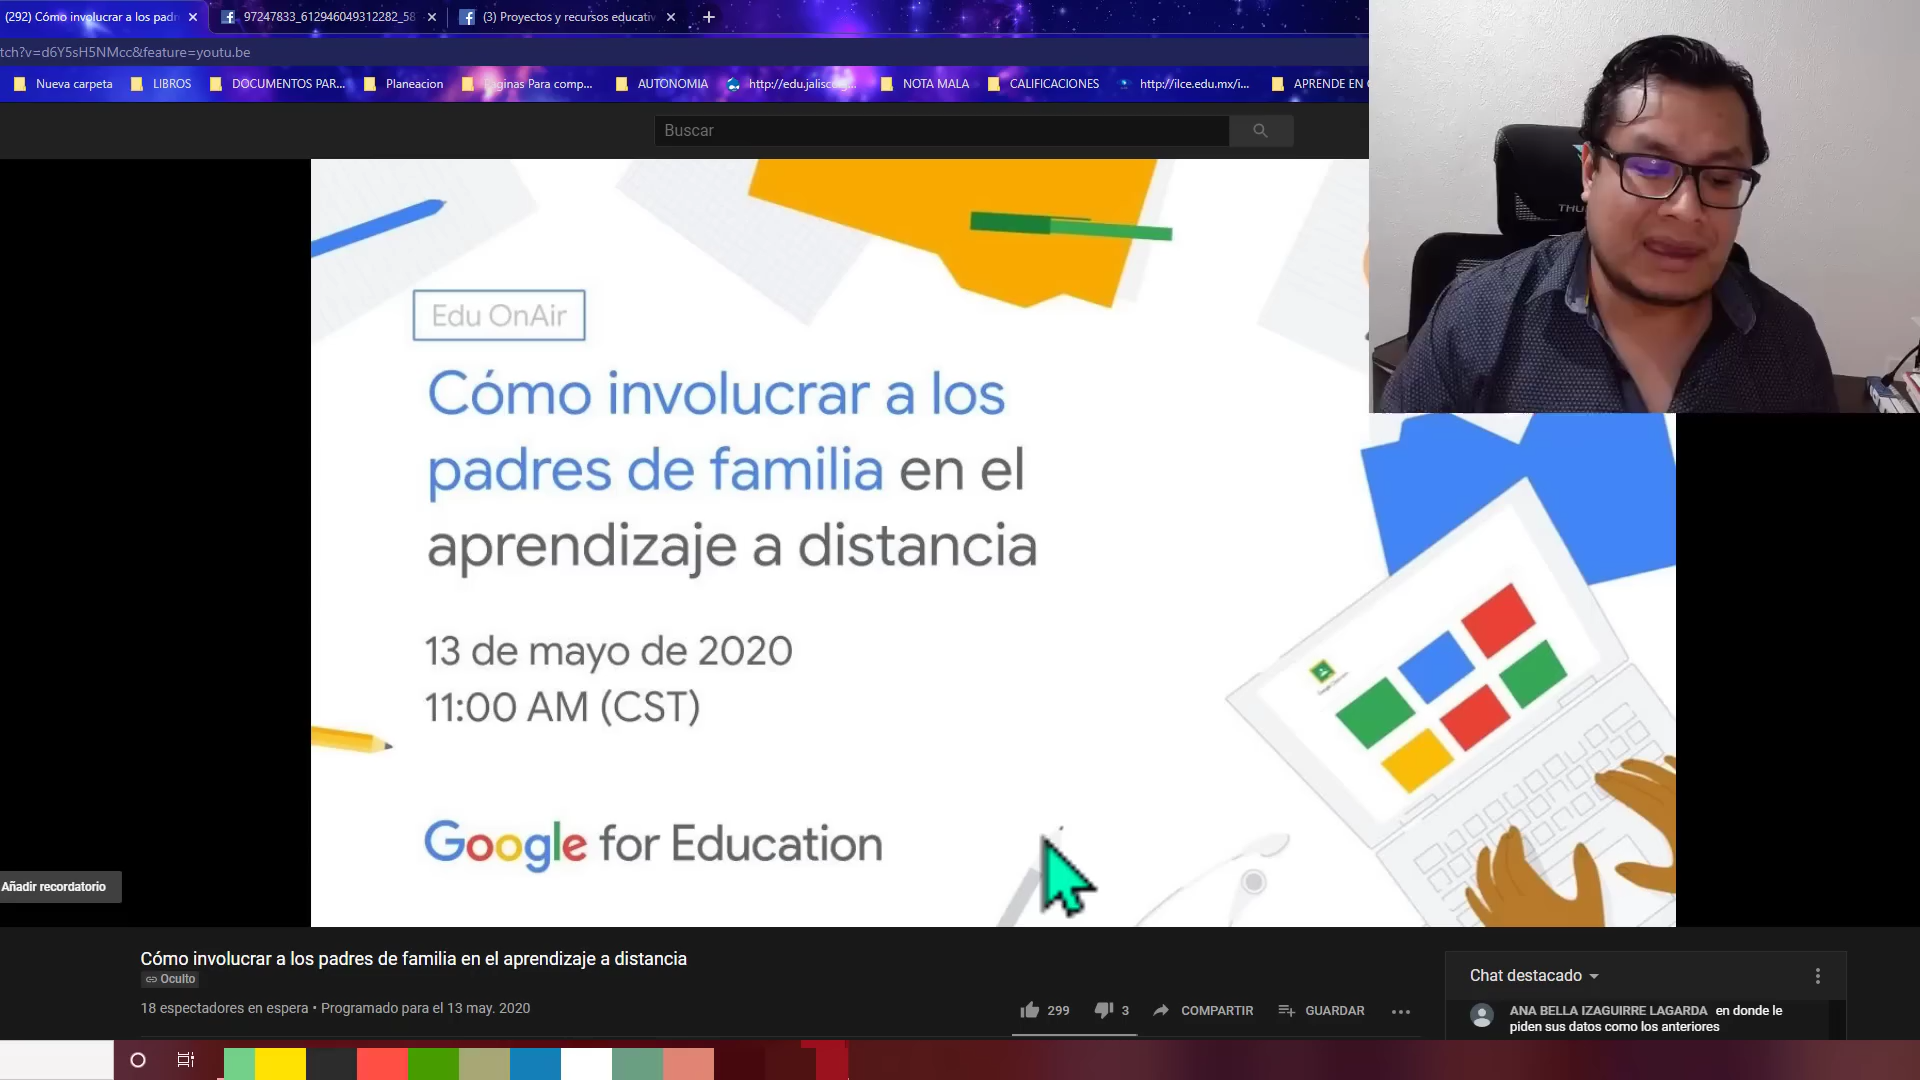 (292) Cómo involucrar a los padr
97247833_612946049312282_58
(3) Proyectos y recursos educativ
tch?v=d6Y5sH5NMcc&feature=youtu.be
Nueva carpeta
LIBROS
DOCUMENTOS PAR...
Planeacion
Paginas Para comp...
AUTONOMIA
http://edu.jalisco.g...
NOTA MALA
CALIFICACIONES
http://ilce.edu.mx/i...
APRENDE EN
Buscar
Edu OnAir
Cómo involucrar a los
padres de familia en el
aprendizaje a distancia
13 de mayo de 2020
11:00 AM (CST)
Google for Education
Añadir recordatorio
Cómo involucrar a los padres de familia en el aprendizaje a distancia
Oculto
18 espectadores en espera • Programado para el 13 may. 2020
299
3
COMPARTIR
GUARDAR
Chat destacado
ANA BELLA IZAGUIRRE LAGARDA en donde le
piden sus datos como los anteriores